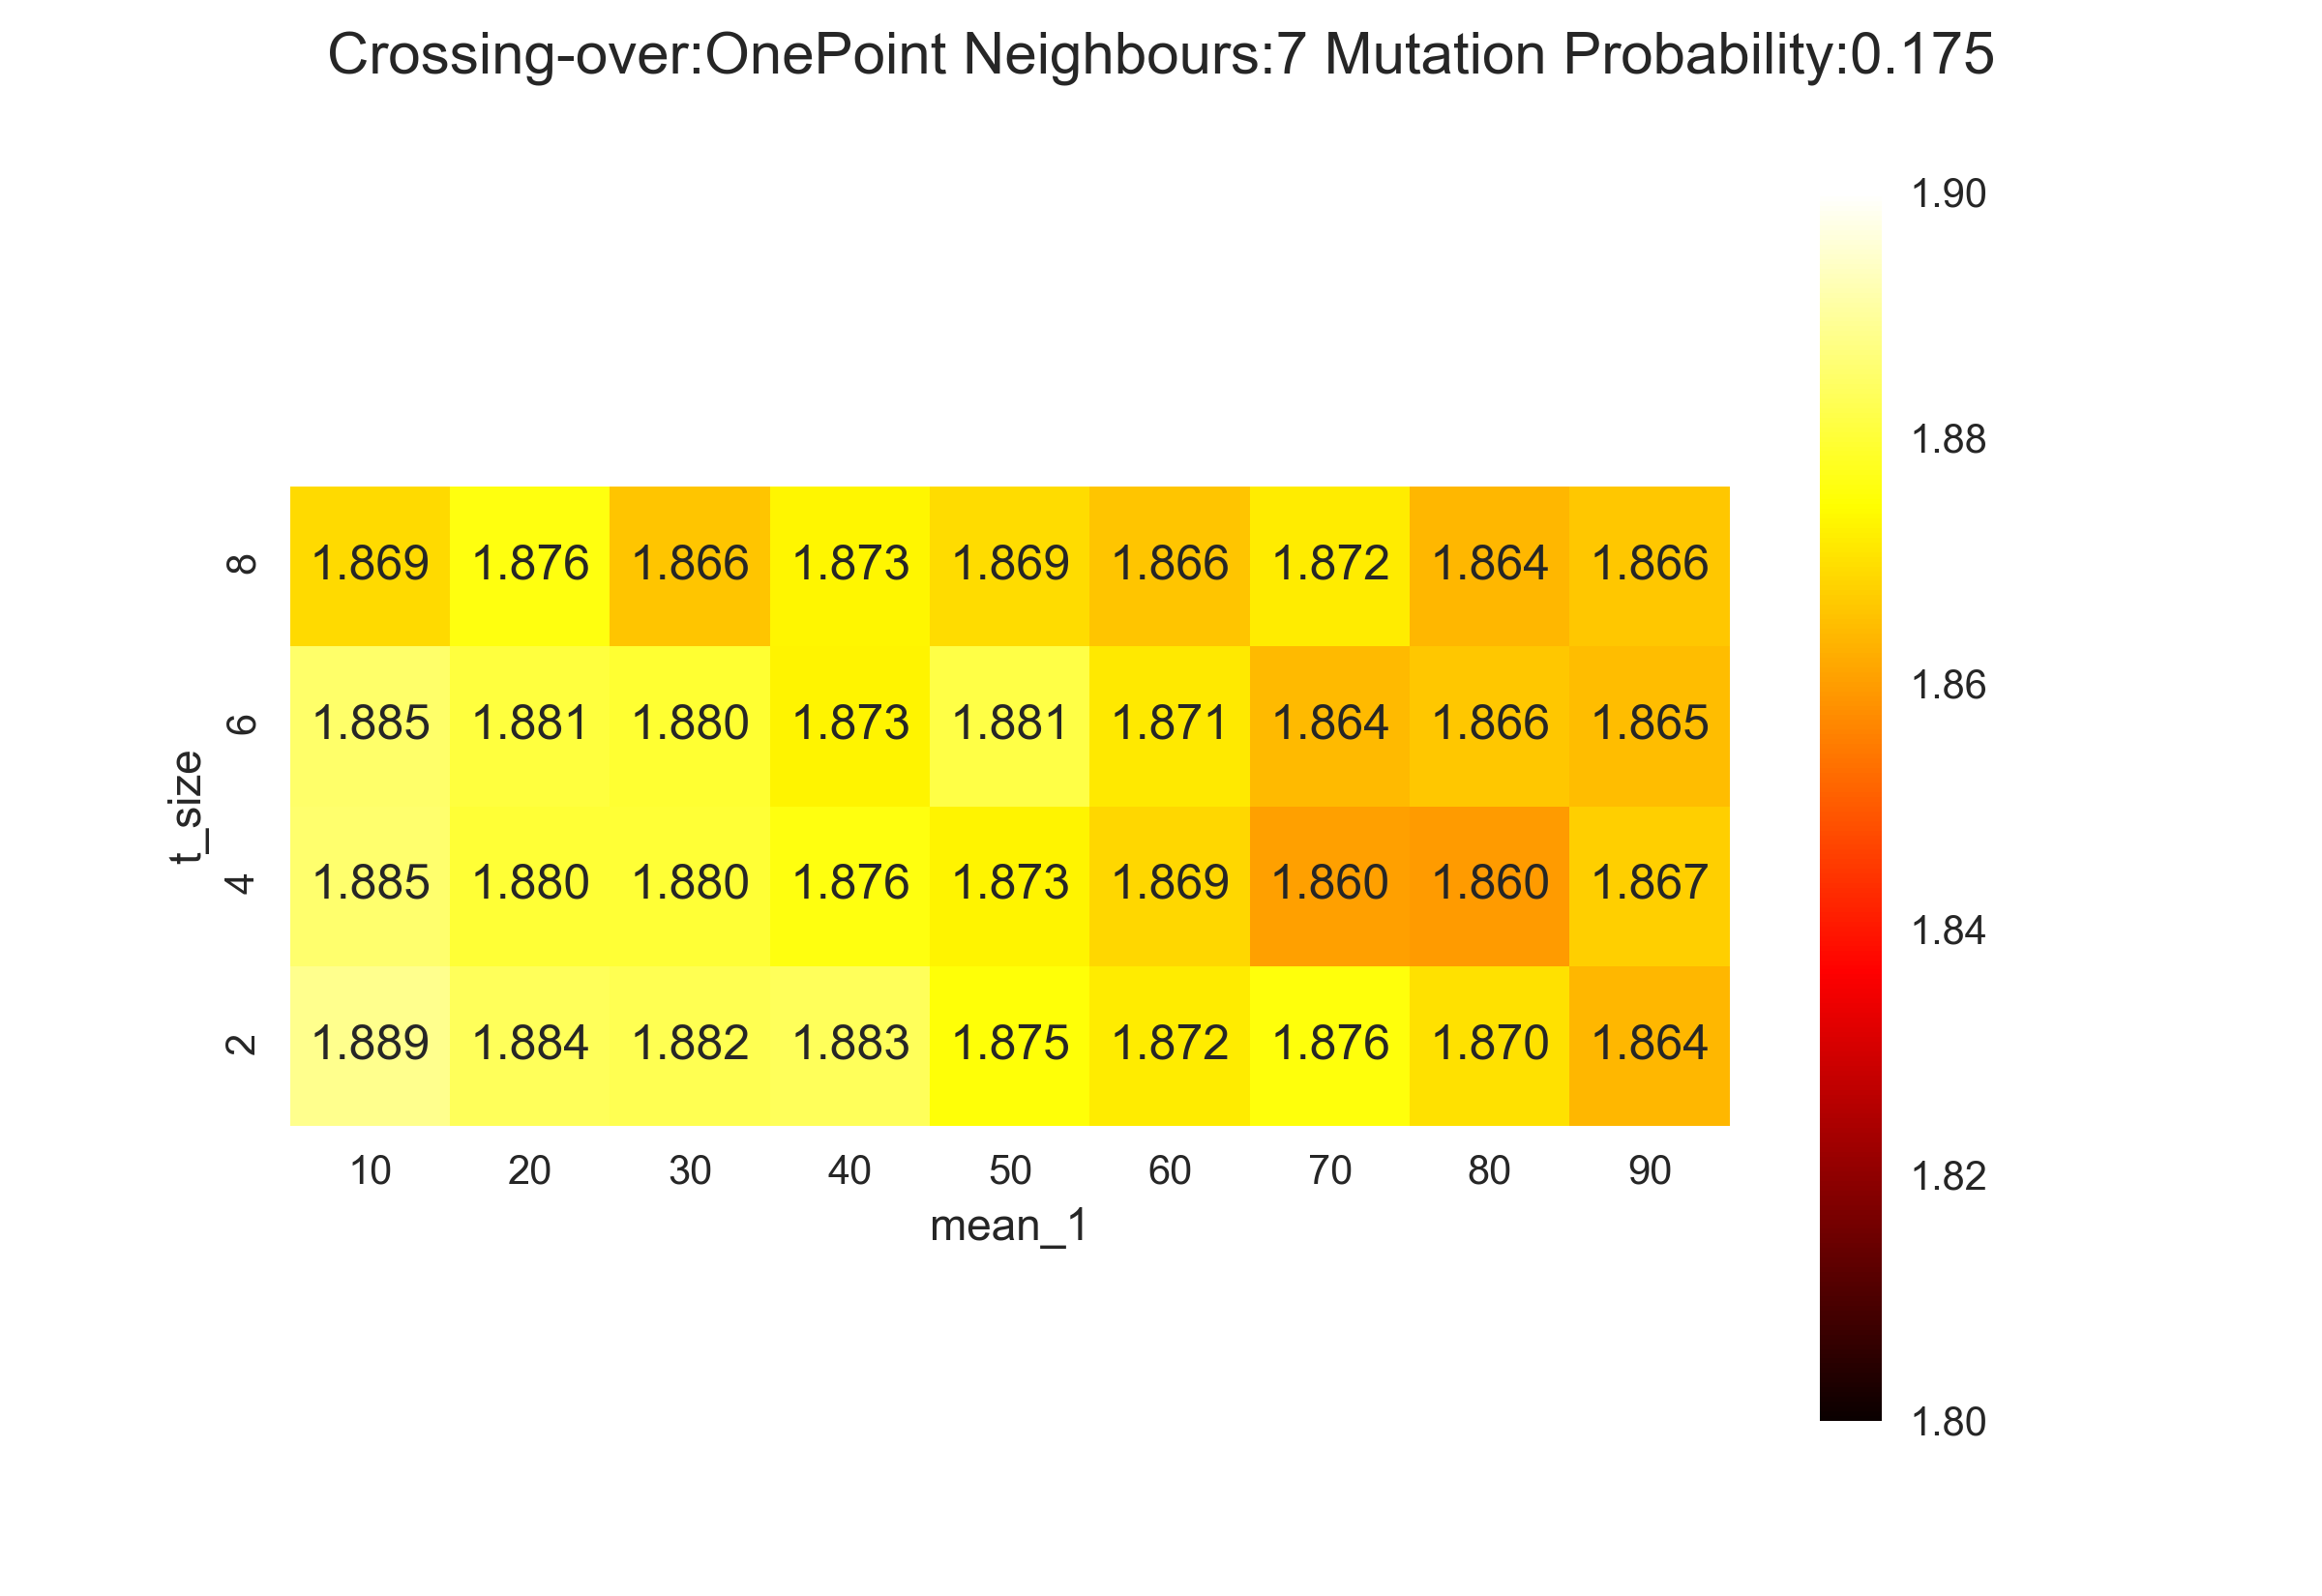 Crossing-over:OnePoint Neighbours:7 Mutation Probability:0.175
t_size
8 1.869 1.876 1.866 1.873 1.869 1.866 1.872 1.864 1.866
6 1.885 1.881 1.880 1.873 1.881 1.871 1.864 1.866 1.865
4 1.885 1.880 1.880 1.876 1.873 1.869 1.860 1.860 1.867
2 1.889 1.884 1.882 1.883 1.875 1.872 1.876 1.870 1.864
10 20 30 40 50 60 70 80 90
mean_1
1.90
1.88
1.86
1.84
1.82
1.80